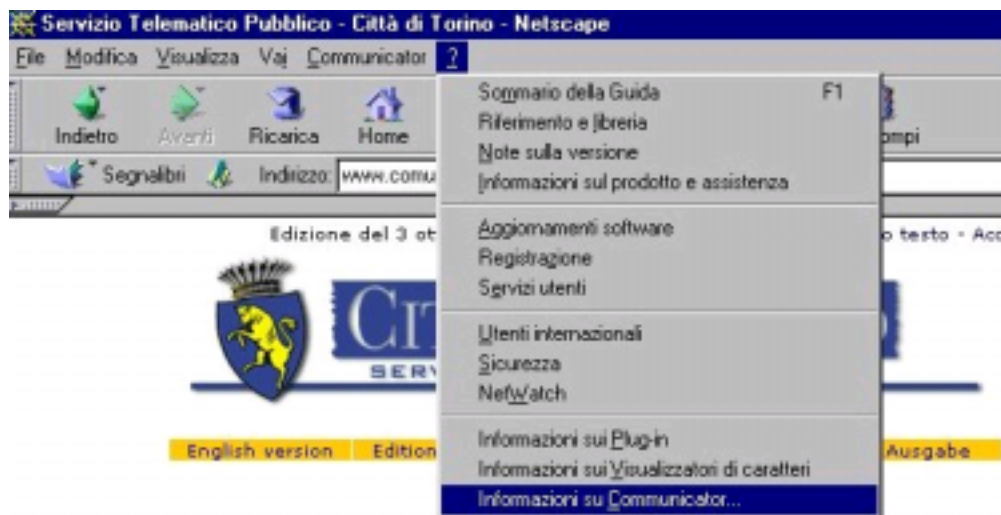 Servizio Telematico Pubblico - Città di Torino - Netscape
File Modifica Visualizza Vai Communicator ?
Indietro Avanti Ricarica Home
Segnalibri Indirizzo: www.comu
Sommario della Guida F1
Riferimento e libreria
Note sulla versione
Informazioni sul prodotto e assistenza
Aggiornamenti software
Registrazione
Servizi utenti
Utenti internazionali
Sicurezza
NetWatch
Informazioni sui Plug-in
Informazioni sui Visualizzatori di caratteri
Informazioni su Communicator...
ompi
Edizione del 3 ot
o testo - Acc
CIT
SERV
English version Edition
Ausgabe